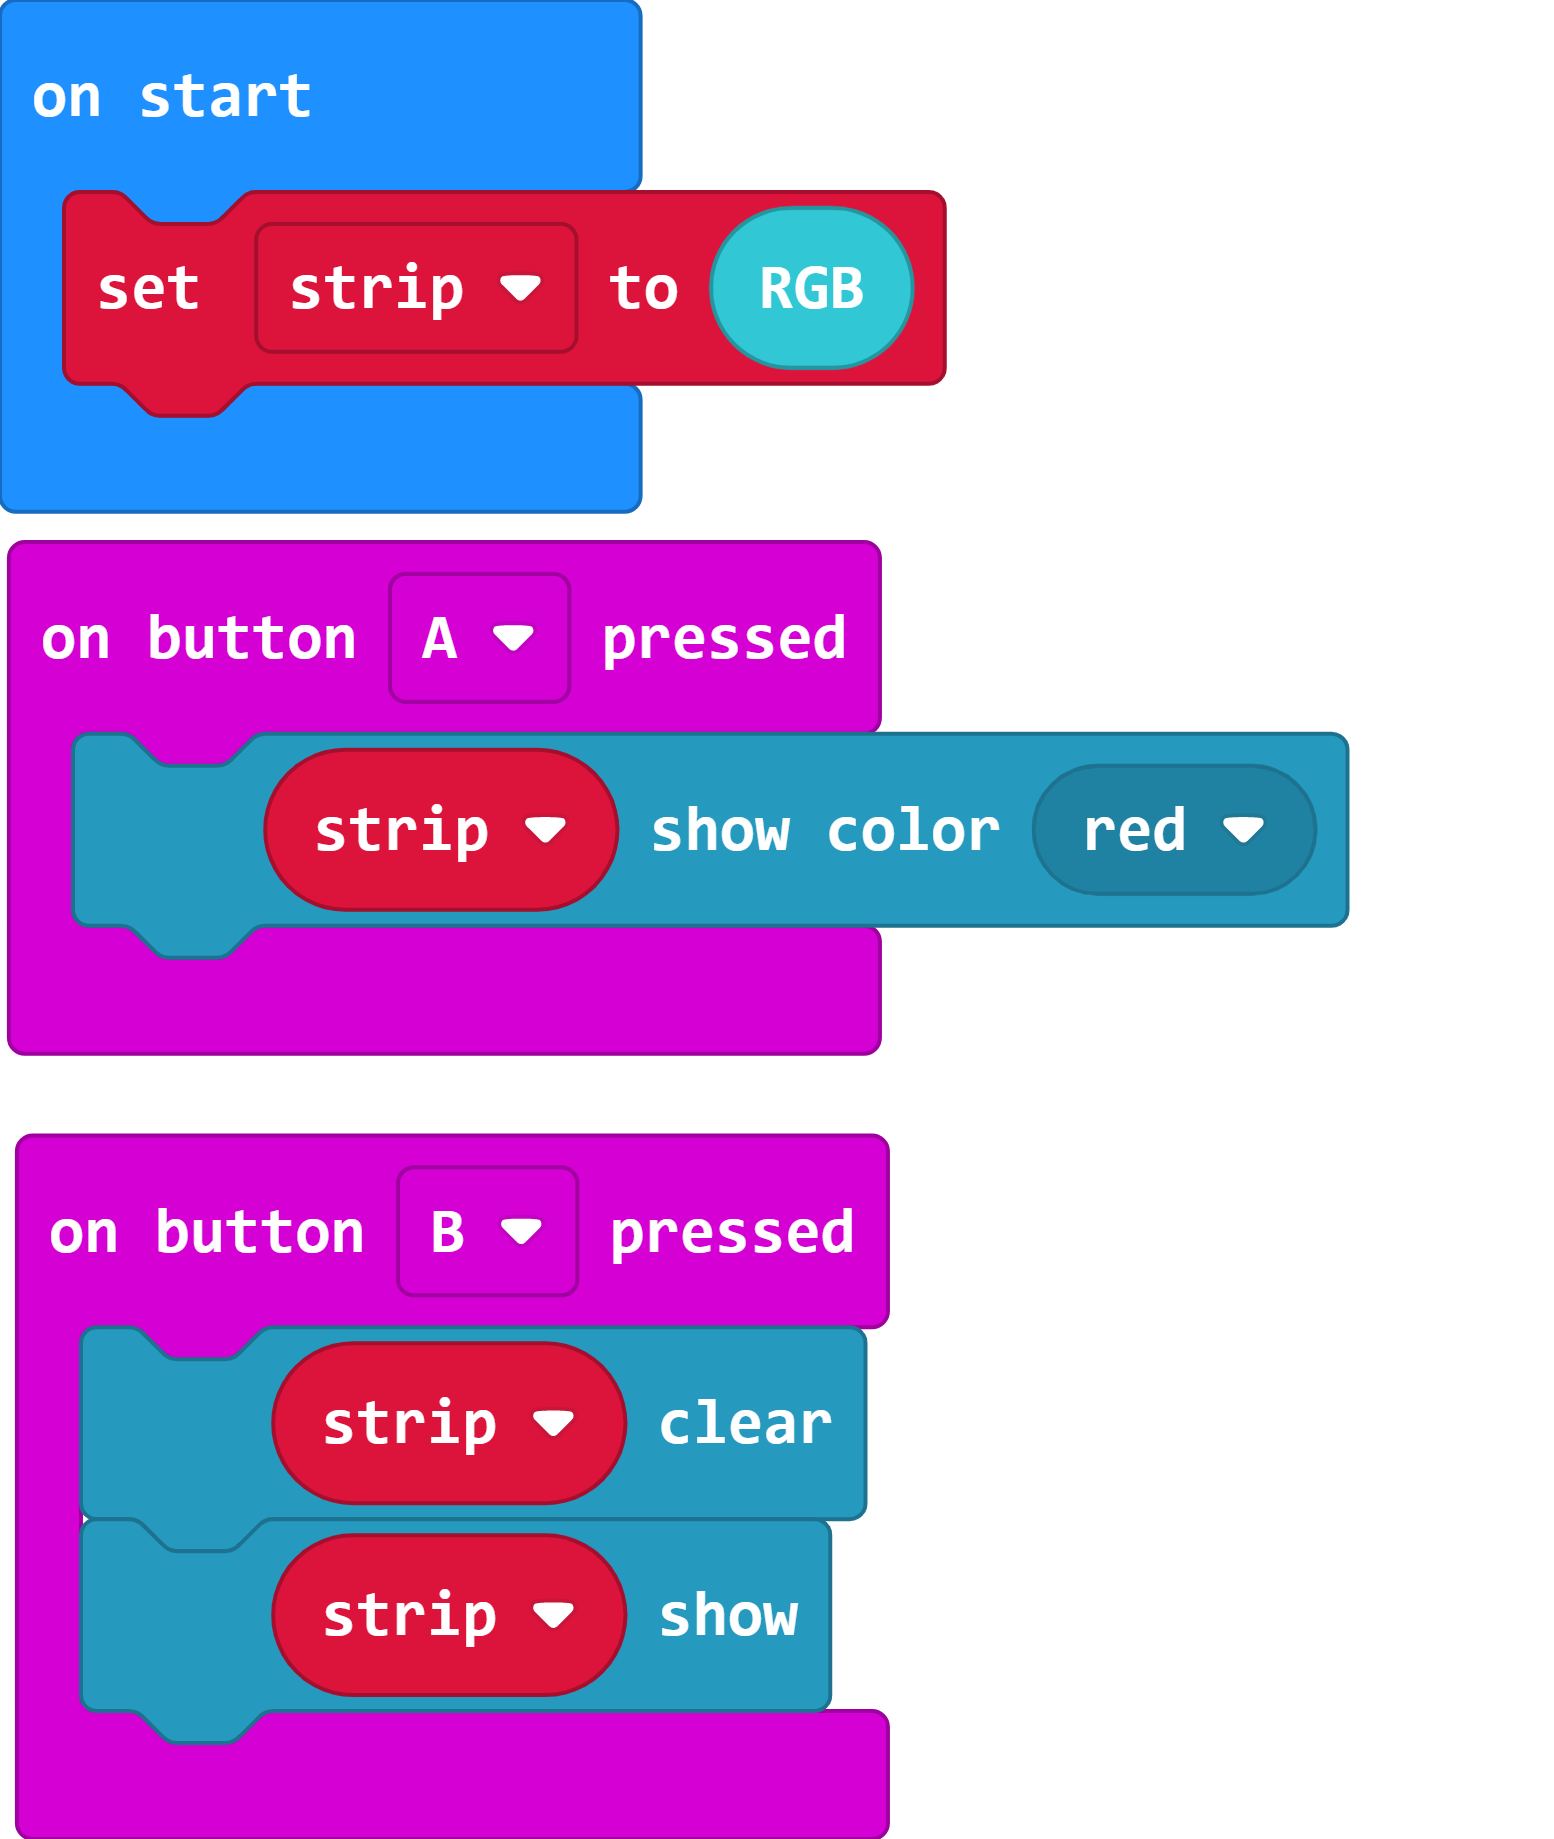 on start
set strip to RGB
on button A pressed
strip show color red
on button B pressed
strip clear
strip show